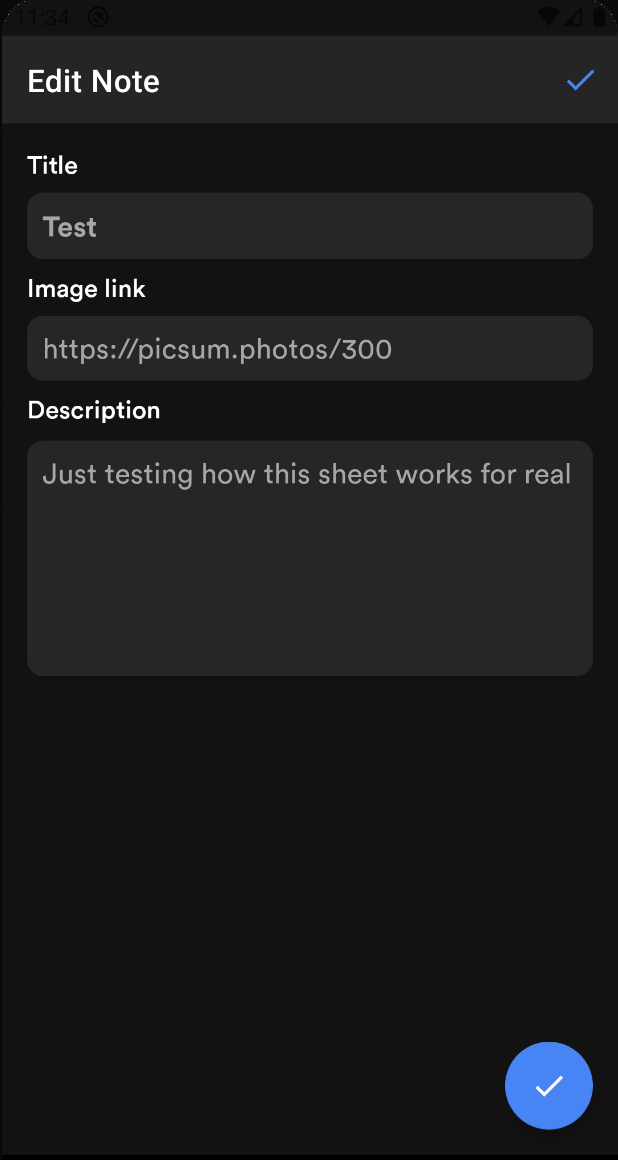 11:34
Edit Note
Title
Test
Image link
https://picsum.photos/300
Description
Just testing how this sheet works for real